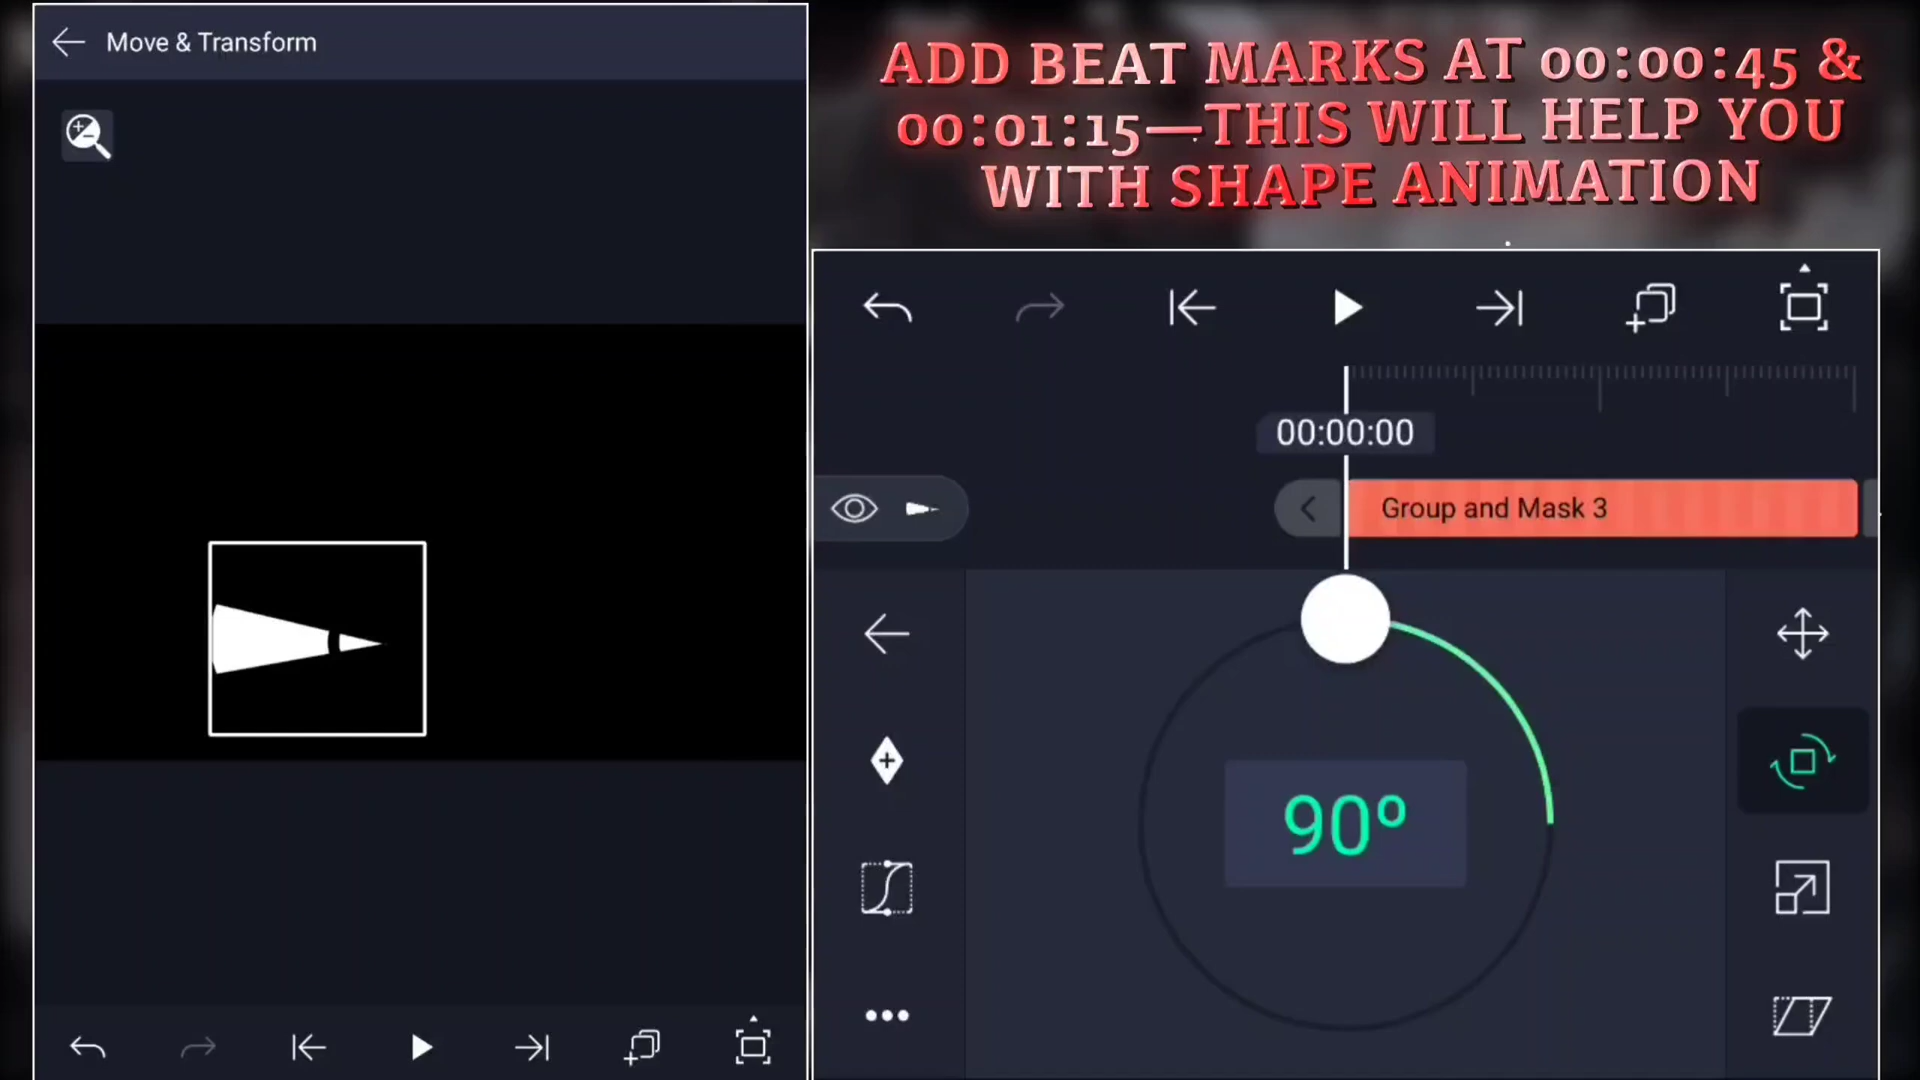 Move & Transform
ADD BEAT MARKS AT 00:00:45 &
00:01:15—THIS WILL HELP YOU
WITH SHAPE ANIMATION
00:00:00
Group and Mask 3
90º